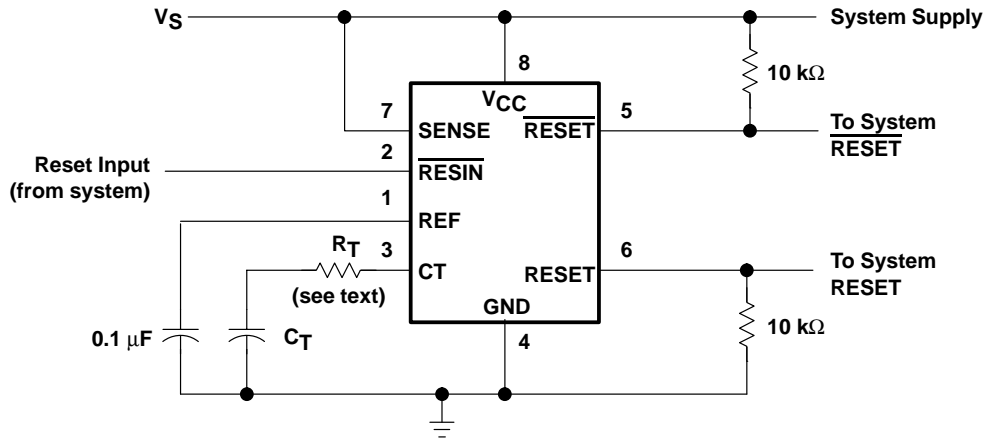 VS
System Supply
8
10 kΩ
VCC
7
SENSE
RESET
5
To System
RESET
2
Reset Input
(from system)
RESIN
1
REF
RT
3
CT
(see text)
RESET
6
To System
RESET
GND
4
0.1 μF
CT
10 kΩ